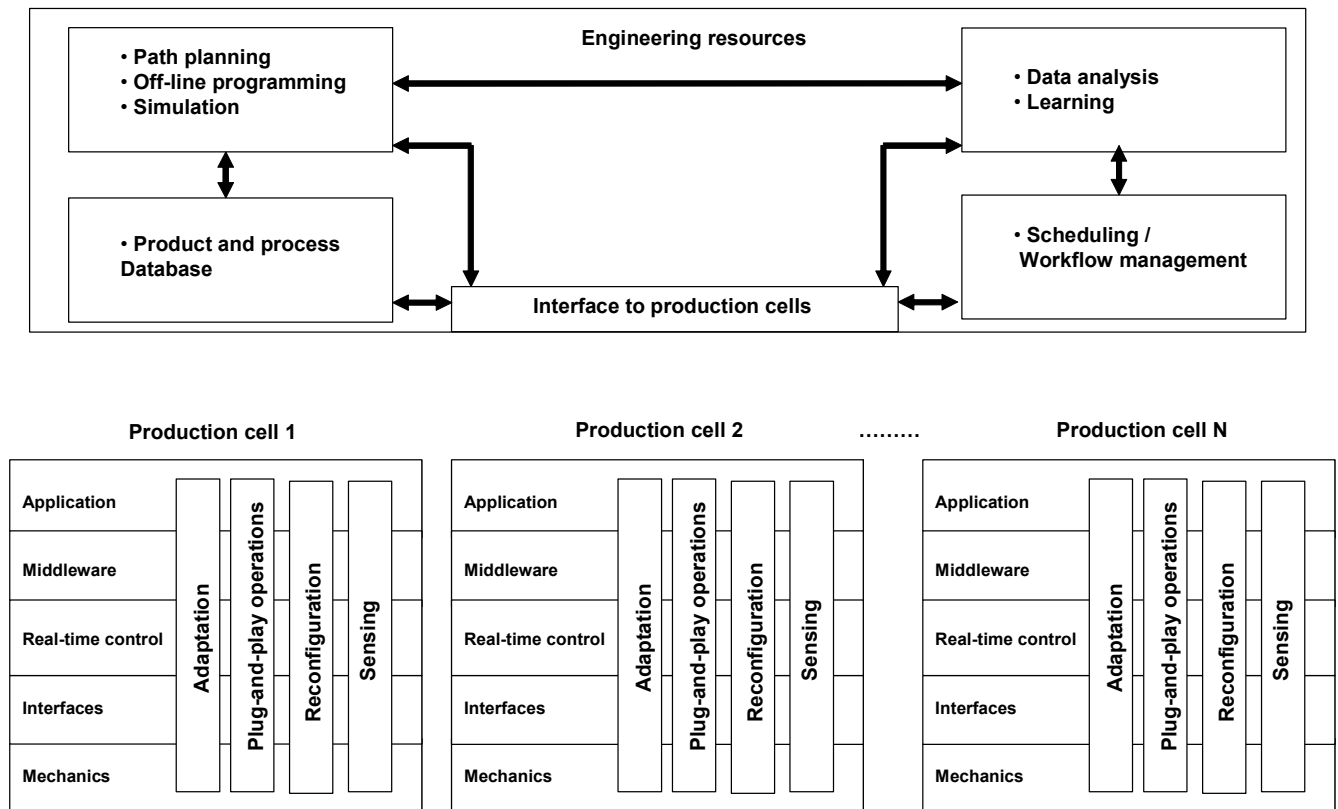 Engineering resources
• Path planning
• Off-line programming
• Simulation
• Data analysis
• Learning
• Product and process
Database
• Scheduling /
Workflow management
Interface to production cells
Production cell 1
Application
Middleware
Real-time control
Interfaces
Mechanics
Adaptation
Plug-and-play operations
Reconfiguration
Sensing
Production cell 2
Application
Middleware
Real-time control
Interfaces
Mechanics
Adaptation
Plug-and-play operations
Reconfiguration
Sensing
.........
Production cell N
Application
Middleware
Real-time control
Interfaces
Mechanics
Adaptation
Plug-and-play operations
Reconfiguration
Sensing